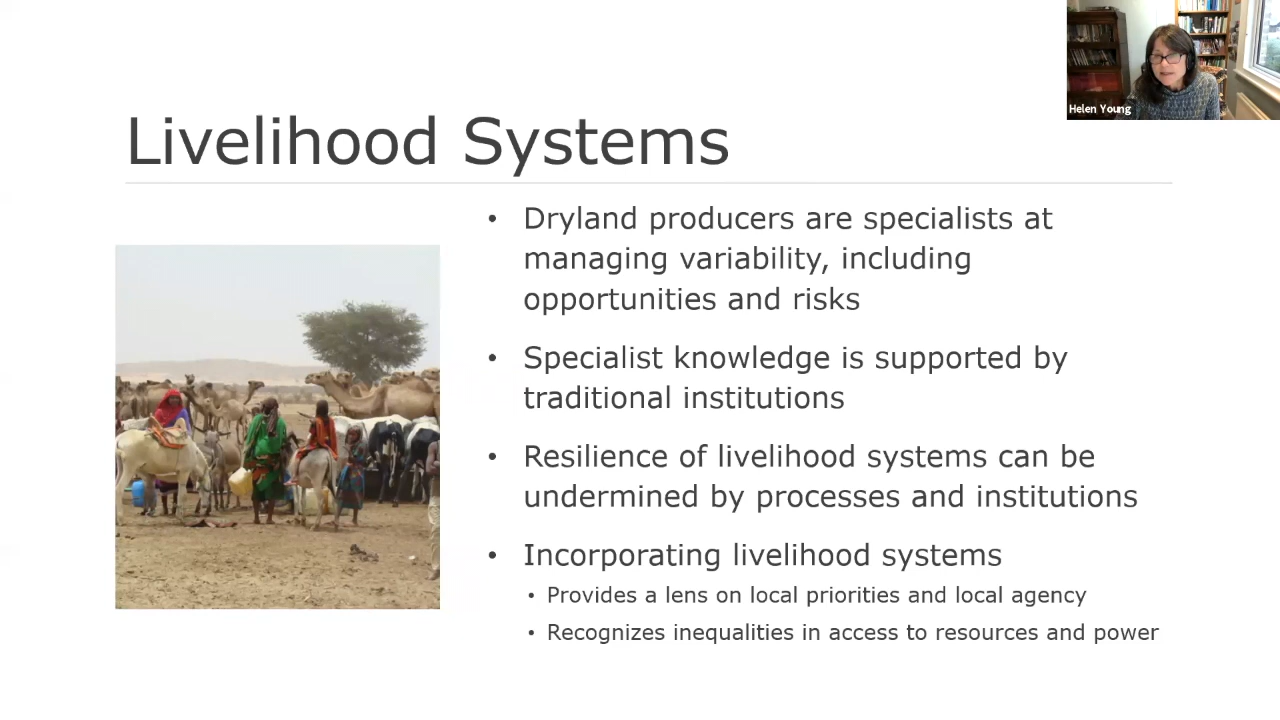 Helen Young
Livelihood Systems
• Dryland producers are specialists at
managing variability, including
opportunities and risks
• Specialist knowledge is supported by
traditional institutions
• Resilience of livelihood systems can be
undermined by processes and institutions
• Incorporating livelihood systems
• Provides a lens on local priorities and local agency
• Recognizes inequalities in access to resources and power